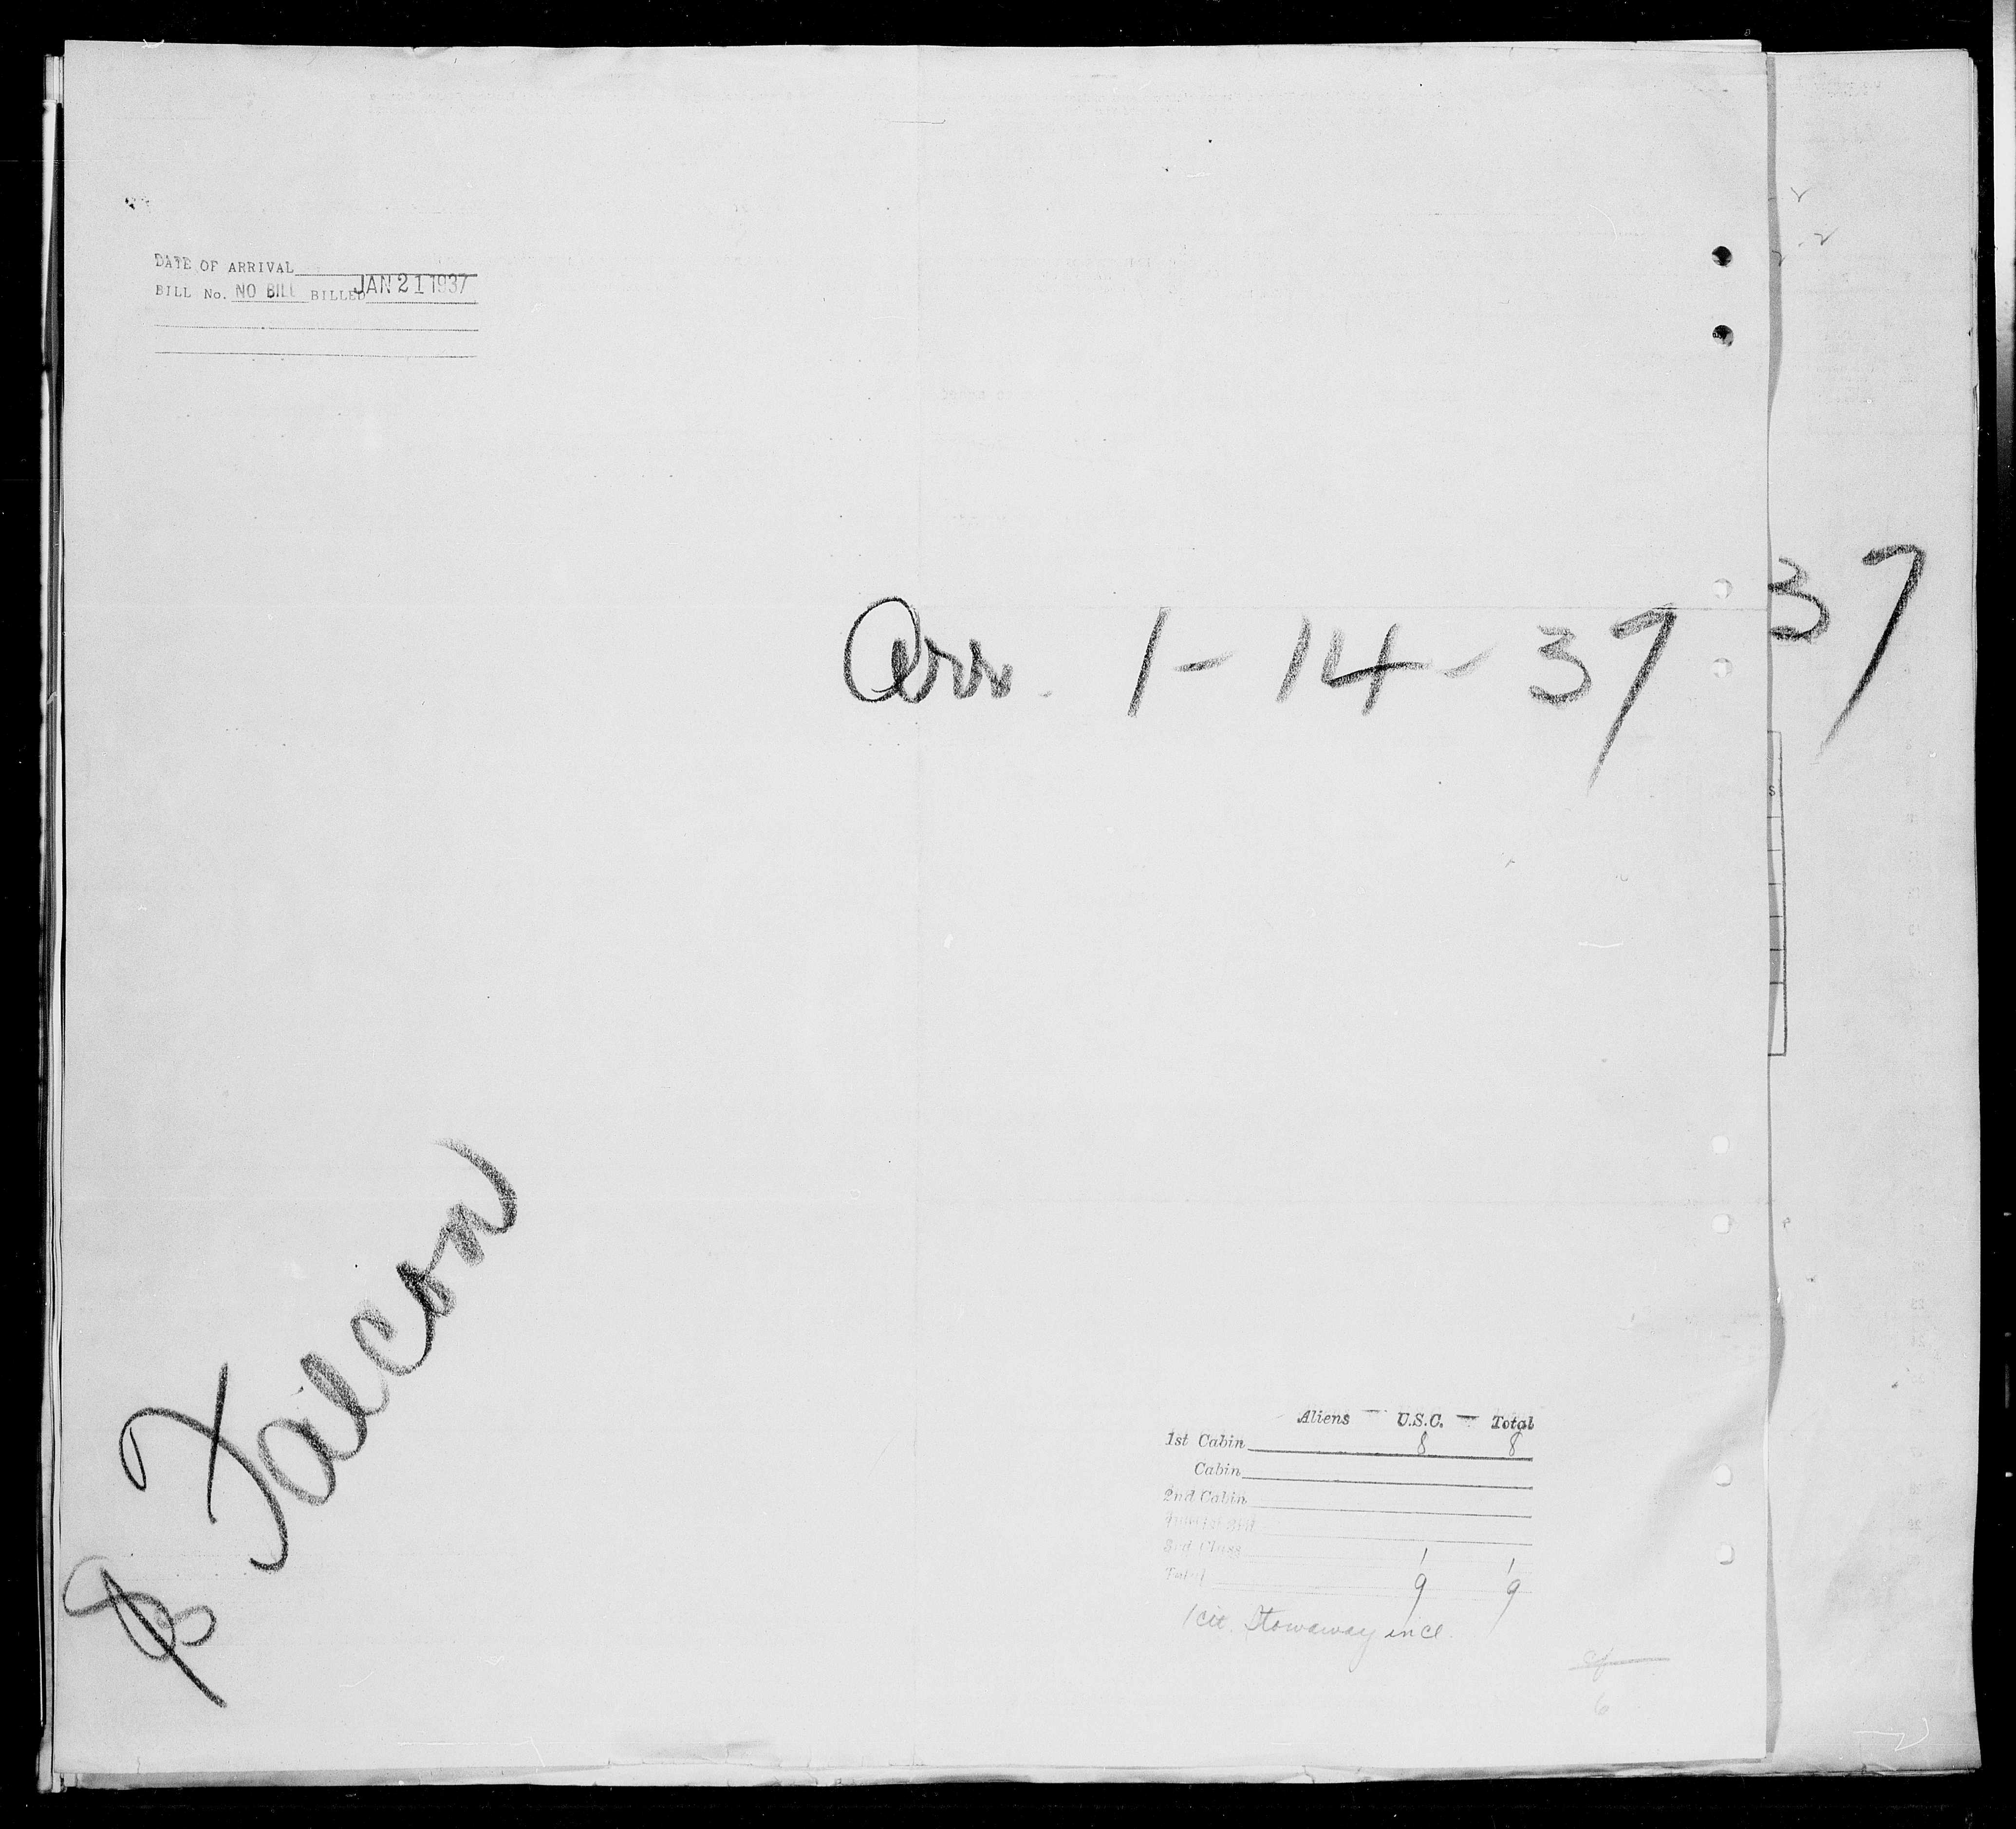 DATE OF ARRIVAL
BILL No. NO BILL BILLED JAN 21 1937
Arr. 1-14-37
37
Falcon
Aliens — U.S.C. — Total
1st Cabin 8 8
Cabin
2nd Cabin
3rd Class 1 1
Total 9 9
1 cit. Stowaway incl.
6